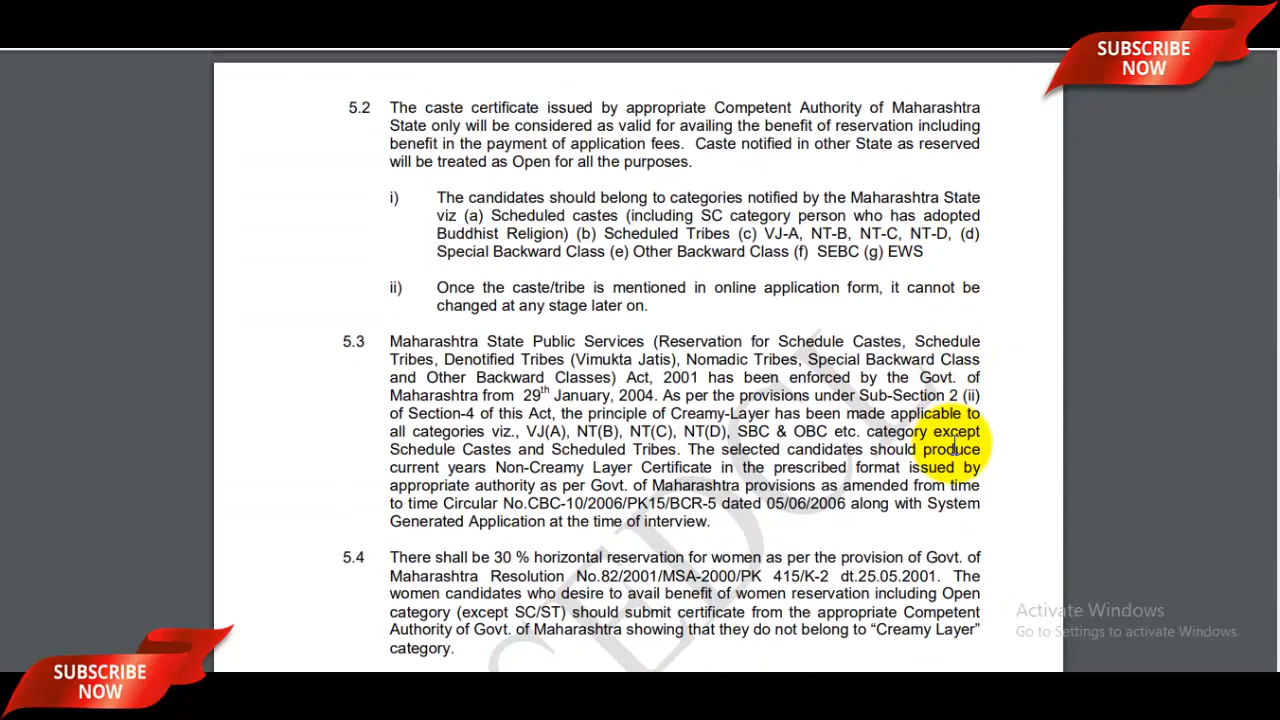 SUBSCRIBE
NOW
5.2 The caste certificate issued by appropriate Competent Authority of Maharashtra
State only will be considered as valid for availing the benefit of reservation including
benefit in the payment of application fees. Caste notified in other State as reserved
will be treated as Open for all the purposes.
i) The candidates should belong to categories notified by the Maharashtra State
viz (a) Scheduled castes (including SC category person who has adopted
Buddhist Religion) (b) Scheduled Tribes (c) VJ-A, NT-B, NT-C, NT-D, (d)
Special Backward Class (e) Other Backward Class (f) SEBC (g) EWS
ii) Once the caste/tribe is mentioned in online application form, it cannot be
changed at any stage later on.
5.3 Maharashtra State Public Services (Reservation for Schedule Castes, Schedule
Tribes, Denotified Tribes (Vimukta Jatis), Nomadic Tribes, Special Backward Class
and Other Backward Classes) Act, 2001 has been enforced by the Govt. of
Maharashtra from 29th January, 2004. As per the provisions under Sub-Section 2 (ii)
of Section-4 of this Act, the principle of Creamy-Layer has been made applicable to
all categories viz., VJ(A), NT(B), NT(C), NT(D), SBC & OBC etc. category except
Schedule Castes and Scheduled Tribes. The selected candidates should produce
current years Non-Creamy Layer Certificate in the prescribed format issued by
appropriate authority as per Govt. of Maharashtra provisions as amended from time
to time Circular No.CBC-10/2006/PK15/BCR-5 dated 05/06/2006 along with System
Generated Application at the time of interview.
5.4 There shall be 30 % horizontal reservation for women as per the provision of Govt. of
Maharashtra Resolution No.82/2001/MSA-2000/PK 415/K-2 dt.25.05.2001. The
women candidates who desire to avail benefit of women reservation including Open
category (except SC/ST) should submit certificate from the appropriate Competent
Authority of Govt. of Maharashtra showing that they do not belong to “Creamy Layer”
category.
Activate Windows
Go to Settings to activate Windows.
SUBSCRIBE
NOW